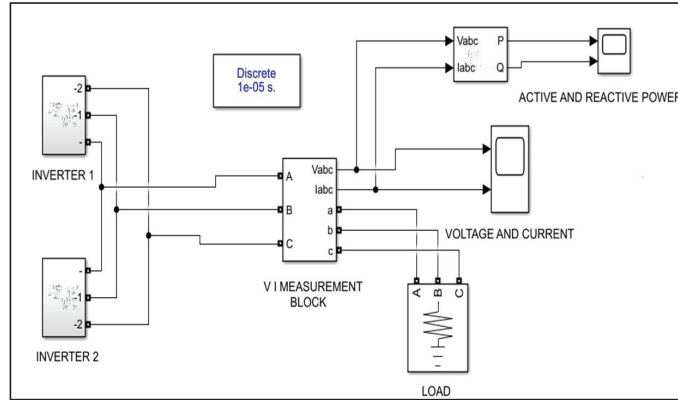 Discrete
1e-05 s.
Vabc
Iabc
P
Q
ACTIVE AND REACTIVE POWER
-2
-1
-
INVERTER 1
A
B
C
Vabc
Iabc
a
b
c
V I MEASUREMENT
BLOCK
VOLTAGE AND CURRENT
-
-1
-2
INVERTER 2
A B C
LOAD